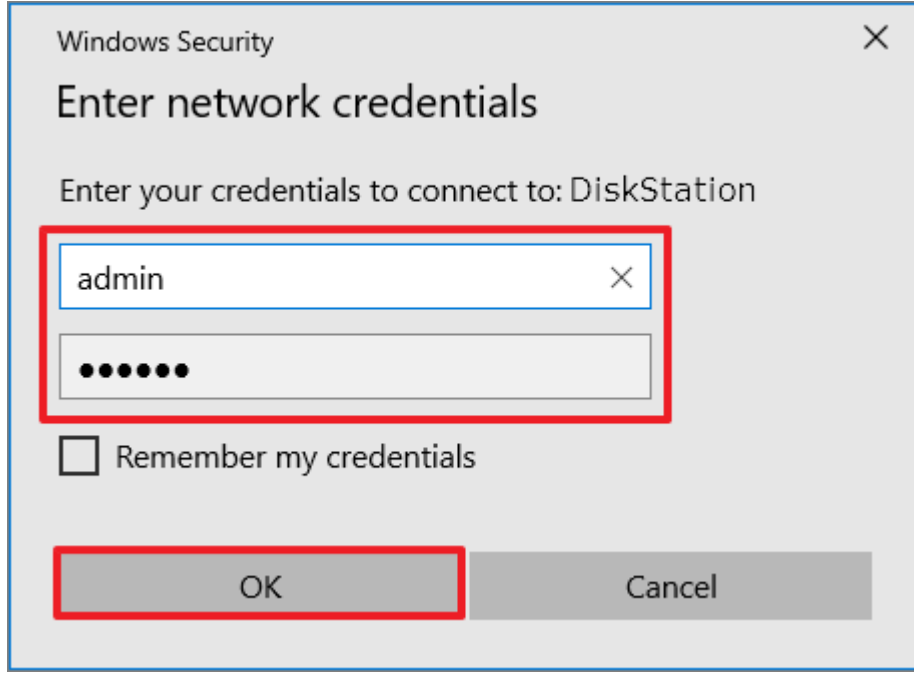 Windows Security
Enter network credentials
Enter your credentials to connect to: DiskStation
admin
●●●●●●
Remember my credentials
OK Cancel